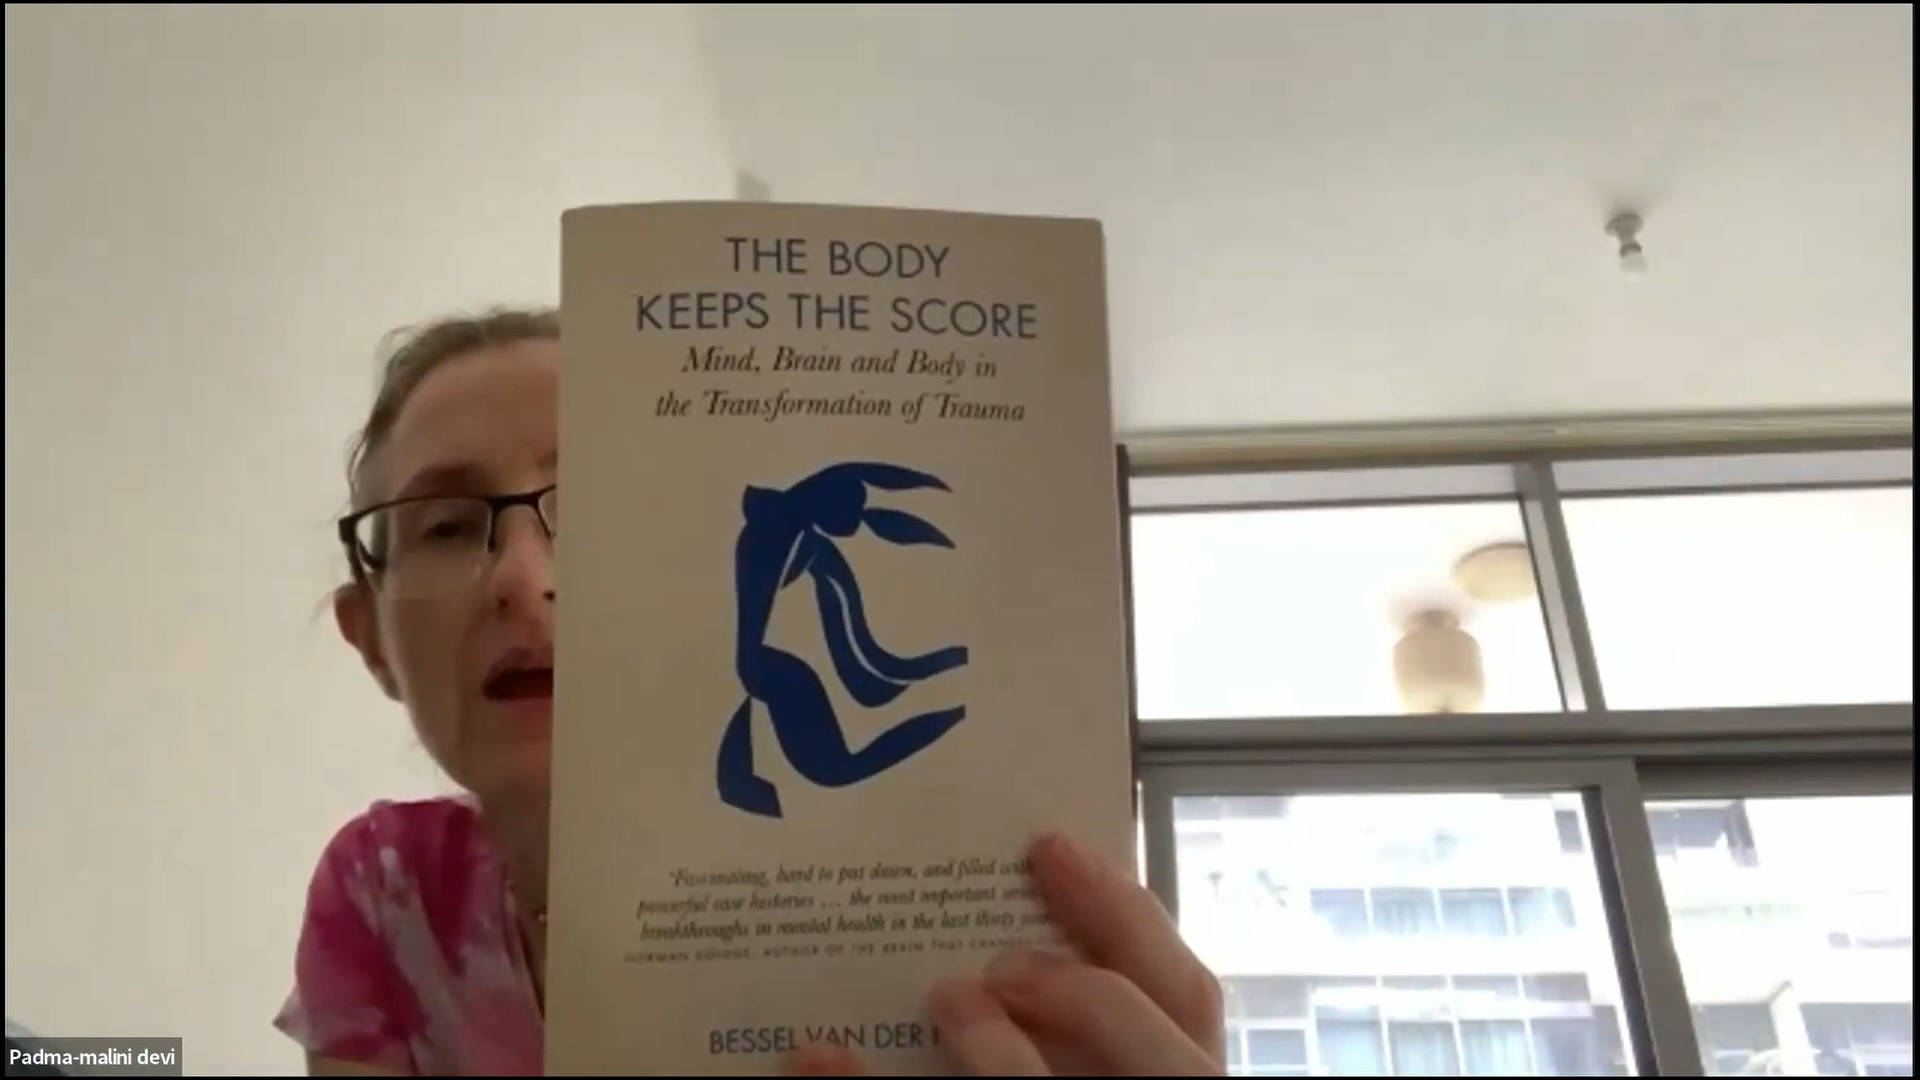 THE BODY
KEEPS THE SCORE
Mind, Brain and Body in
the Transformation of Trauma
"Fascinating, hard to put down, and filled with
powerful case histories ... the most important
breakthroughs in mental health in the last thirty
NORMAN DOIDGE, AUTHOR OF THE BRAIN THAT
BESSEL VAN DER
Padma-malini devi